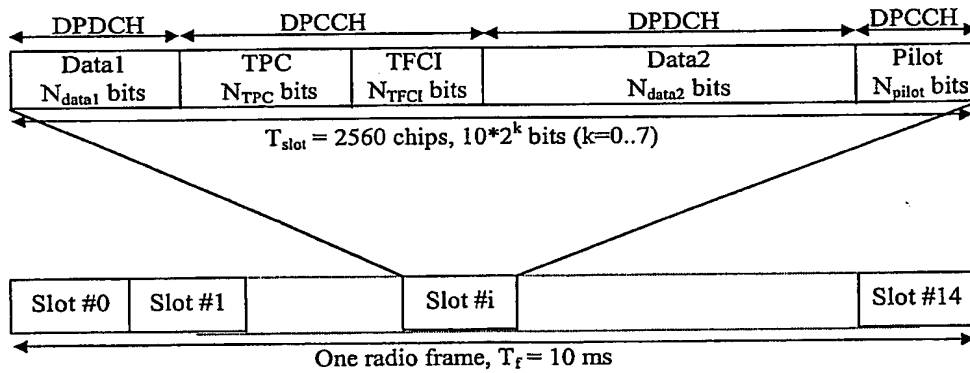 DPDCH DPCCH DPDCH DPCCH
Data1 TPC TFCI Data2 Pilot
N_data1 bits N_TPC bits N_TFCI bits N_data2 bits N_pilot bits
T_slot = 2560 chips, 10*2^k bits (k=0..7)
Slot #0 Slot #1 Slot #i Slot #14
One radio frame, T_f = 10 ms